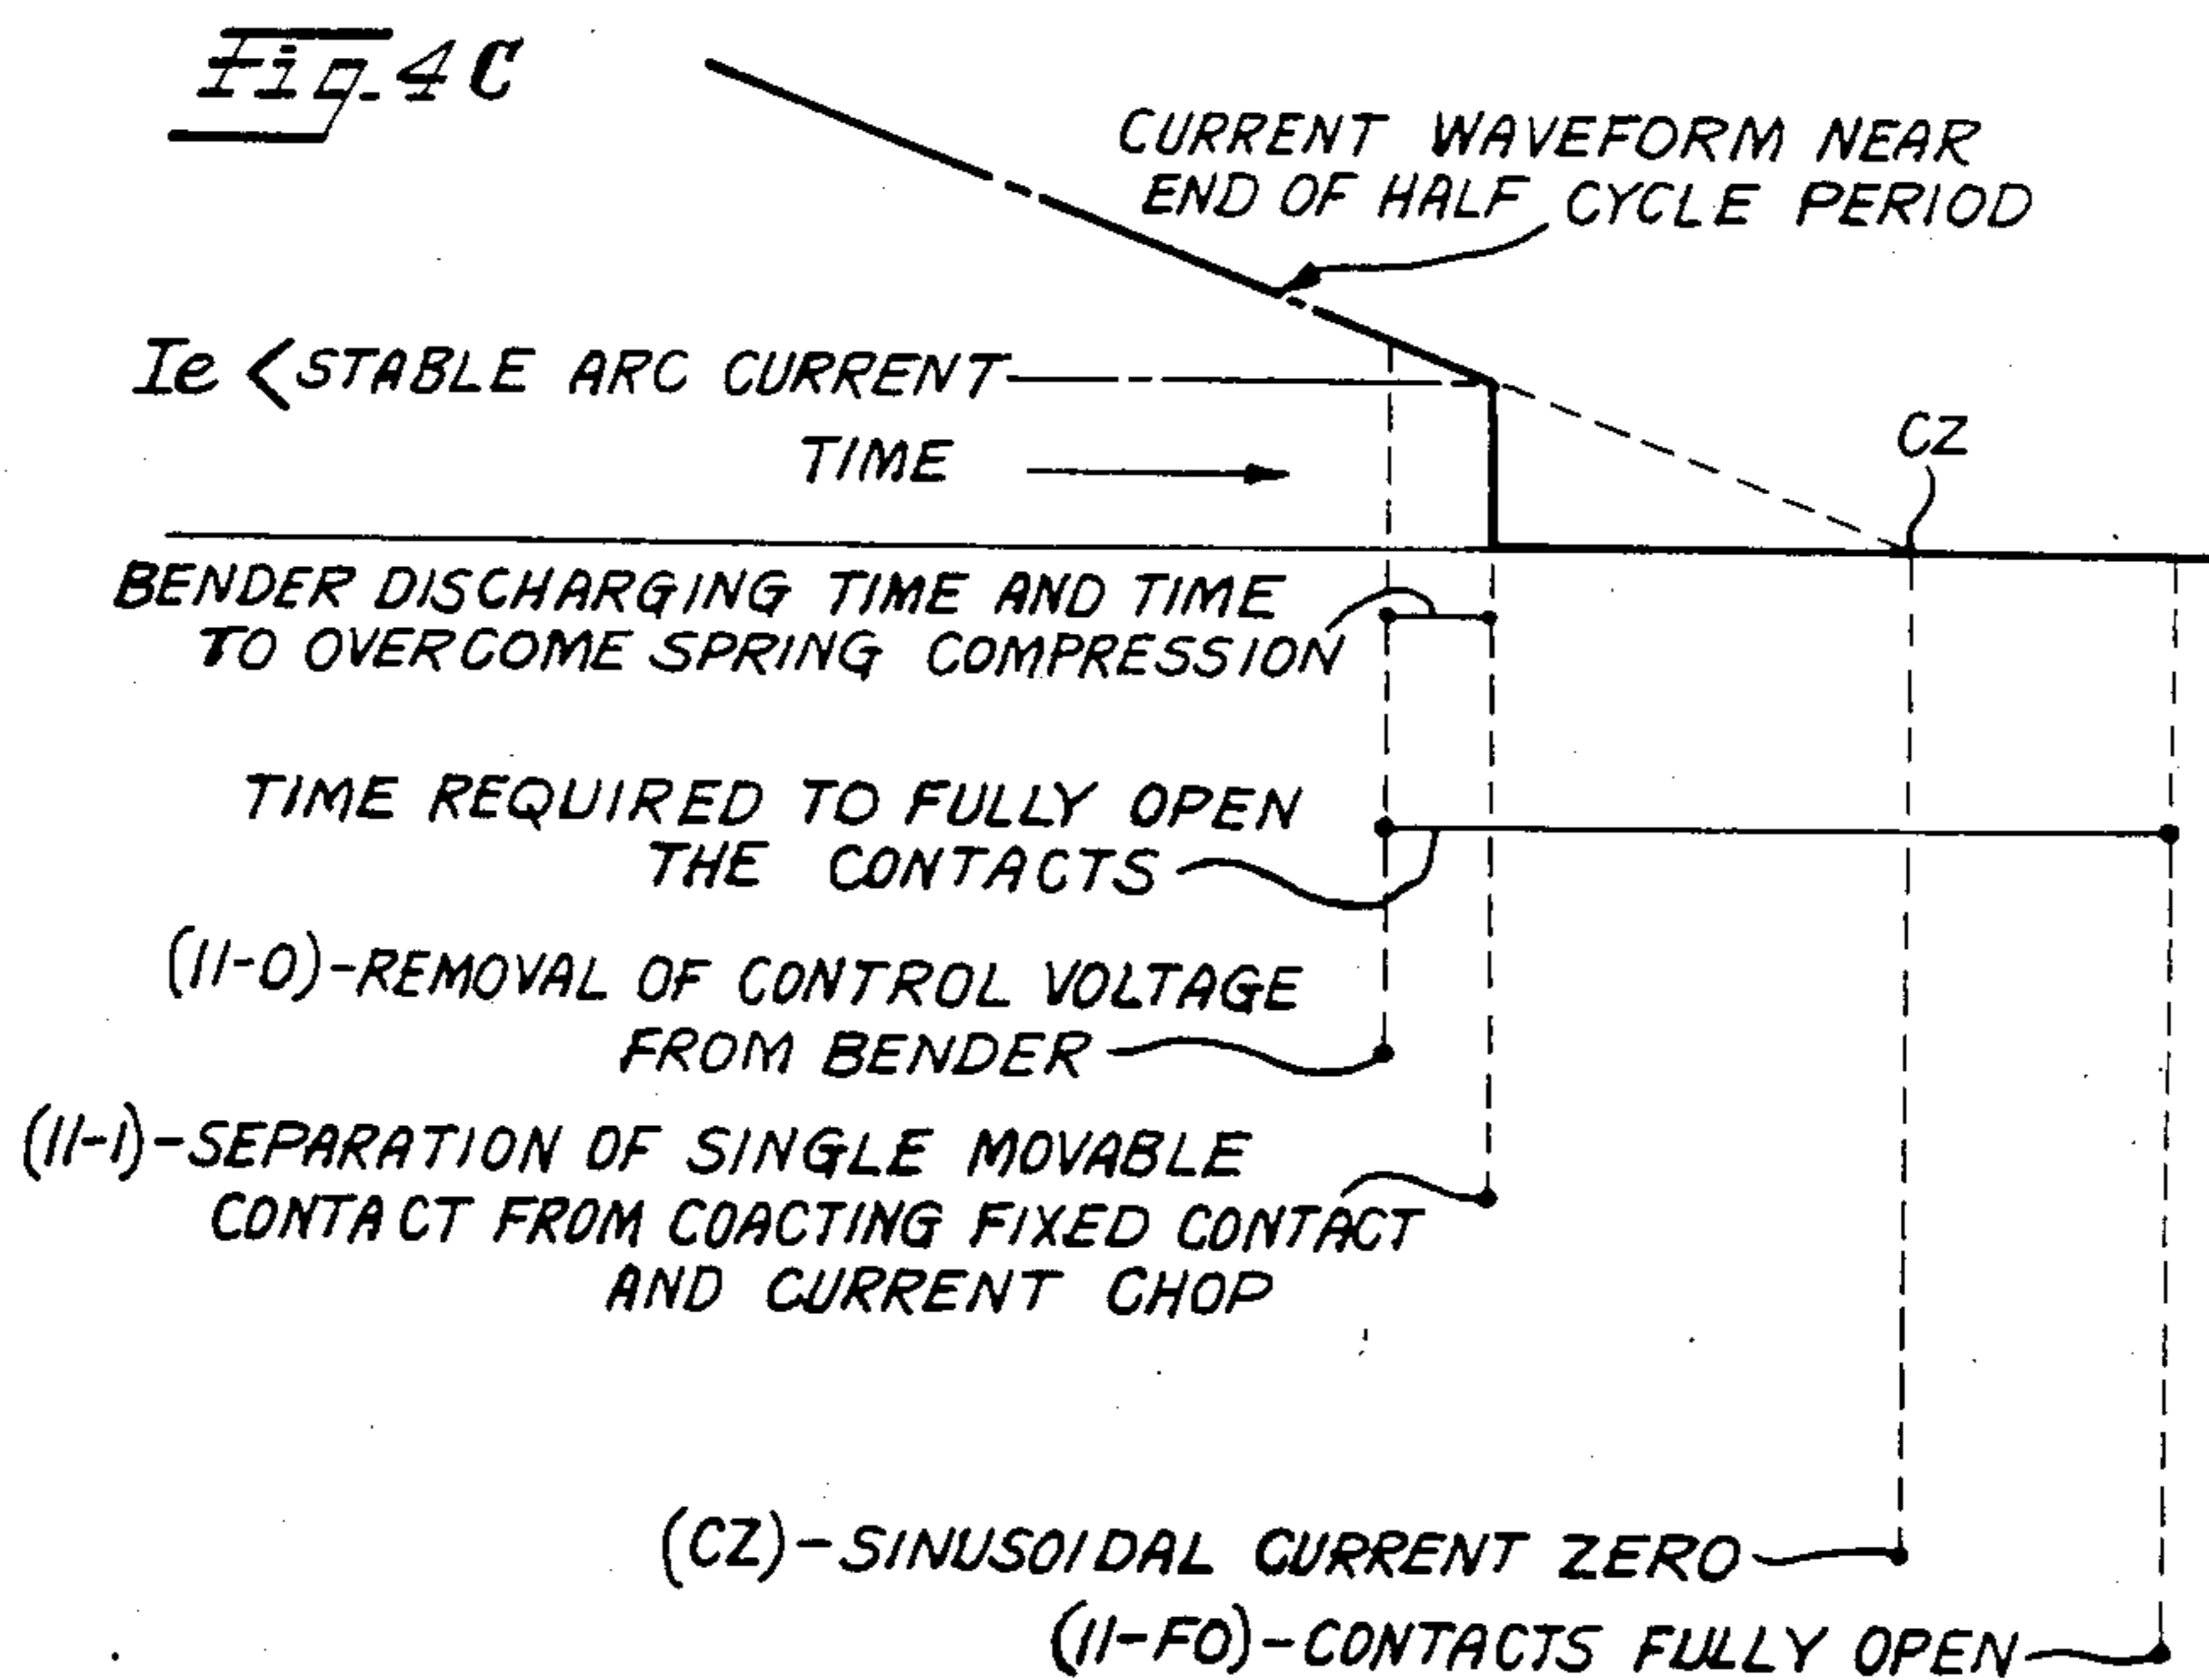 Fig. 4C
CURRENT WAVEFORM NEAR
END OF HALF CYCLE PERIOD
Ie < STABLE ARC CURRENT
TIME
CZ
BENDER DISCHARGING TIME AND TIME
TO OVERCOME SPRING COMPRESSION
TIME REQUIRED TO FULLY OPEN
THE CONTACTS
(11-0)-REMOVAL OF CONTROL VOLTAGE
FROM BENDER
(11-1)-SEPARATION OF SINGLE MOVABLE
CONTACT FROM COACTING FIXED CONTACT
AND CURRENT CHOP
(CZ)-SINUSOIDAL CURRENT ZERO
(11-FO)-CONTACTS FULLY OPEN